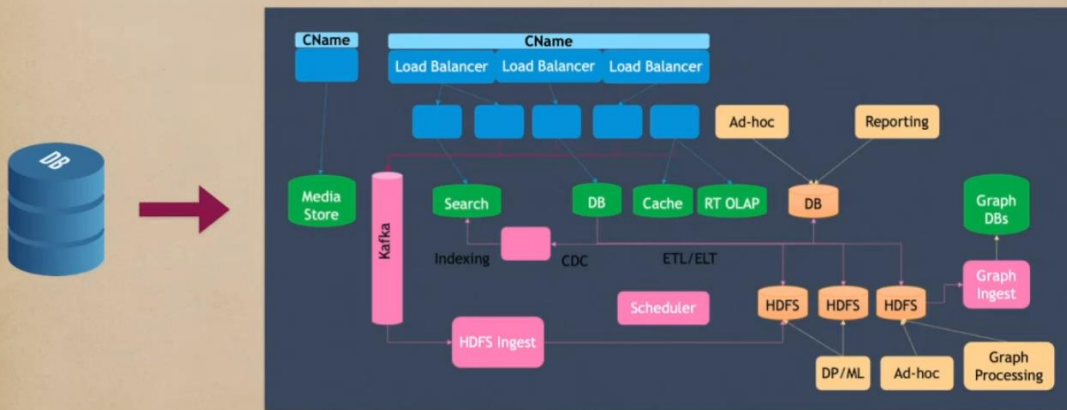 DB
CName
CName
Load Balancer
Load Balancer
Load Balancer
Ad-hoc
Reporting
Media
Store
Kafka
Search
DB
Cache
RT OLAP
DB
Graph
DBs
Indexing
CDC
ETL/ELT
Graph
Ingest
Scheduler
HDFS
HDFS
HDFS
HDFS Ingest
DP/ML
Ad-hoc
Graph
Processing